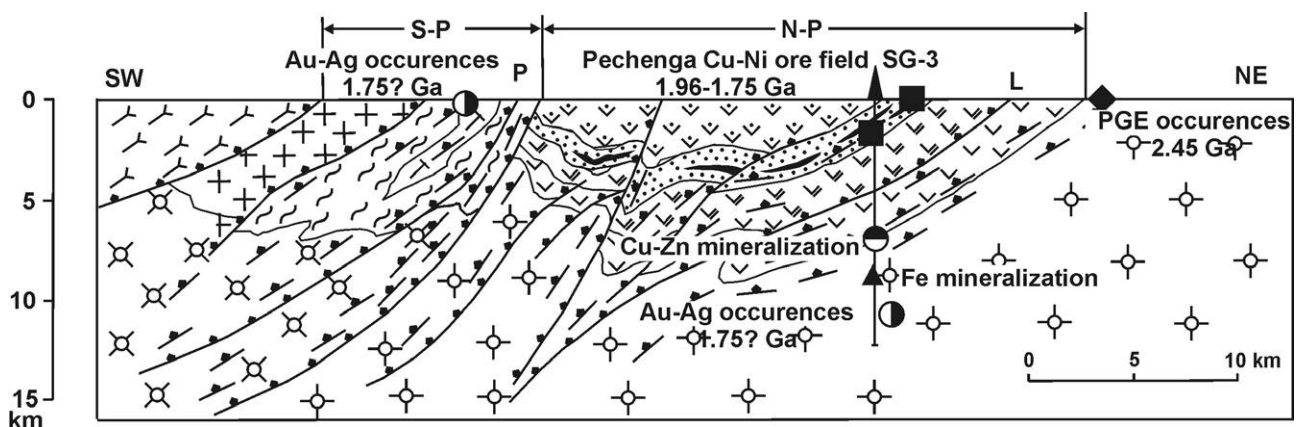 S-P
N-P
SW
Au-Ag occurences
1.75? Ga
P
Pechenga Cu-Ni ore field
1.96-1.75 Ga
SG-3
L
NE
0
PGE occurences
2.45 Ga
5
Cu-Zn mineralization
Fe mineralization
10
Au-Ag occurences
1.75? Ga
0
5
10 km
15
km